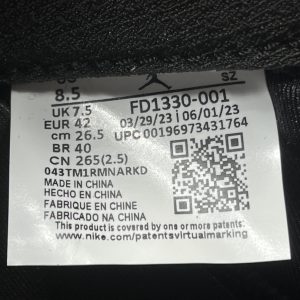 8.5
SZ
UK 7.5
FD1330-001
EUR 42
03/29/23 | 06/01/23
cm 26.5
UPC 00196973431764
BR 40
CN 265(2.5)
043TM1RMNARKD
MADE IN CHINA
HECHO EN CHINA
FABRIQUE EN CHINE
FABRICADO NA CHINA
This product is covered by one or more patents:
www.nike.com/patentsvirtualmarking